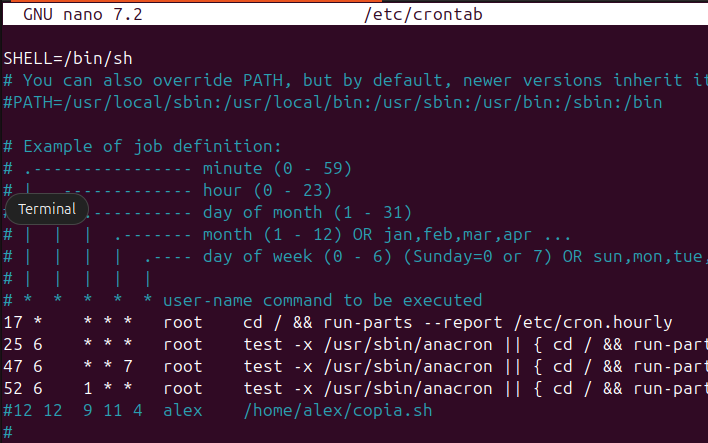 GNU nano 7.2 /etc/crontab
SHELL=/bin/sh
# You can also override PATH, but by default, newer versions inherit it
#PATH=/usr/local/sbin:/usr/local/bin:/usr/sbin:/usr/bin:/sbin:/bin
# Example of job definition:
# .---------------- minute (0 - 59)
# | .------------- hour (0 - 23)
Terminal .---------- day of month (1 - 31)
# | | | .------- month (1 - 12) OR jan,feb,mar,apr ...
# | | | | .---- day of week (0 - 6) (Sunday=0 or 7) OR sun,mon,tue,
# | | | | |
# * * * * * user-name command to be executed
17 * * * * root cd / && run-parts --report /etc/cron.hourly
25 6 * * * root test -x /usr/sbin/anacron || { cd / && run-part
47 6 * * 7 root test -x /usr/sbin/anacron || { cd / && run-part
52 6 1 * * root test -x /usr/sbin/anacron || { cd / && run-part
#12 12 9 11 4 alex /home/alex/copia.sh
#